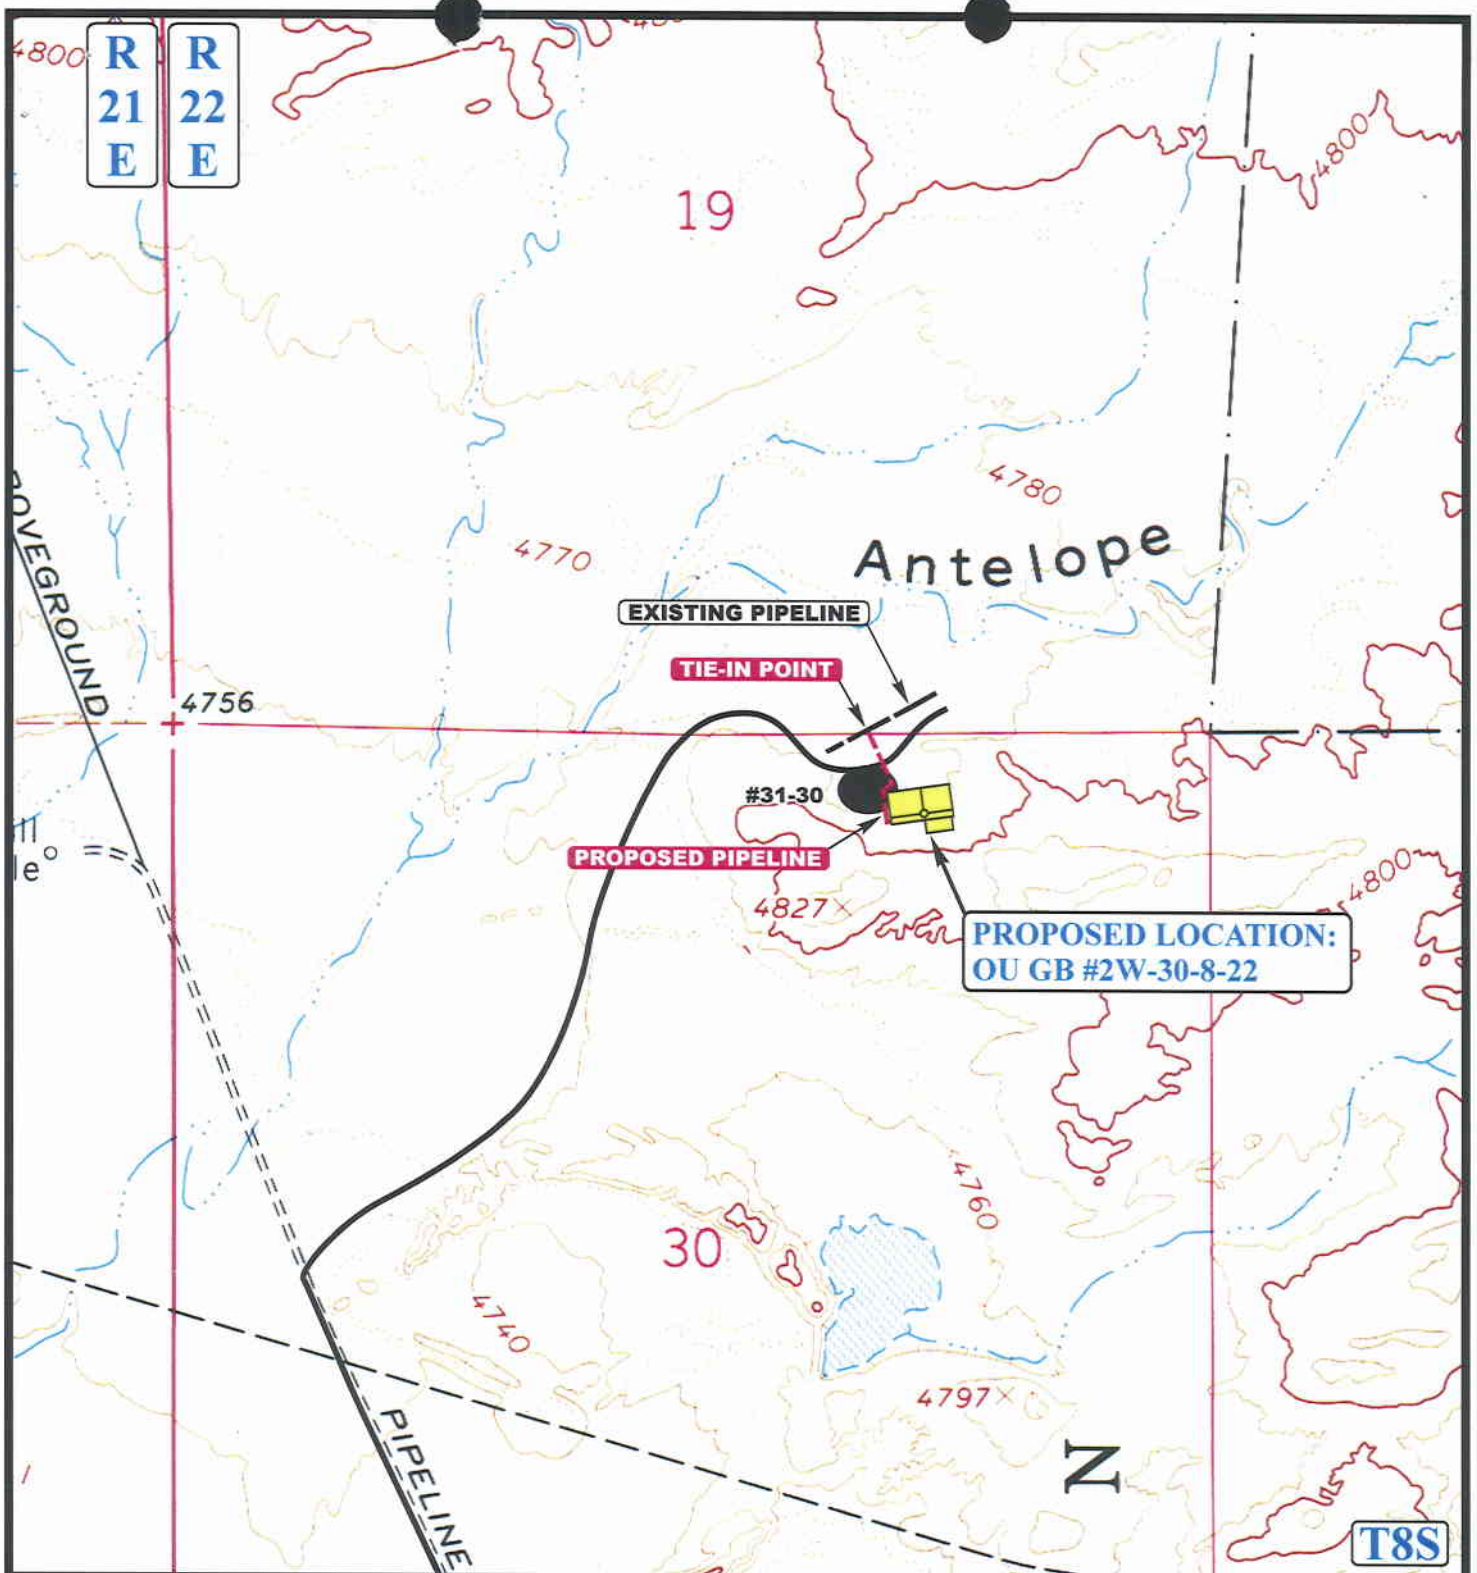 4800
R
21
E
R
22
E
19
4800
4780
4770
Antelope
OVEGROUND
EXISTING PIPELINE
TIE-IN POINT
4756
#31-30
PROPOSED PIPELINE
4827
4800
PROPOSED LOCATION:
OU GB #2W-30-8-22
4760
30
4740
4797
PIPELINE
N
T8S